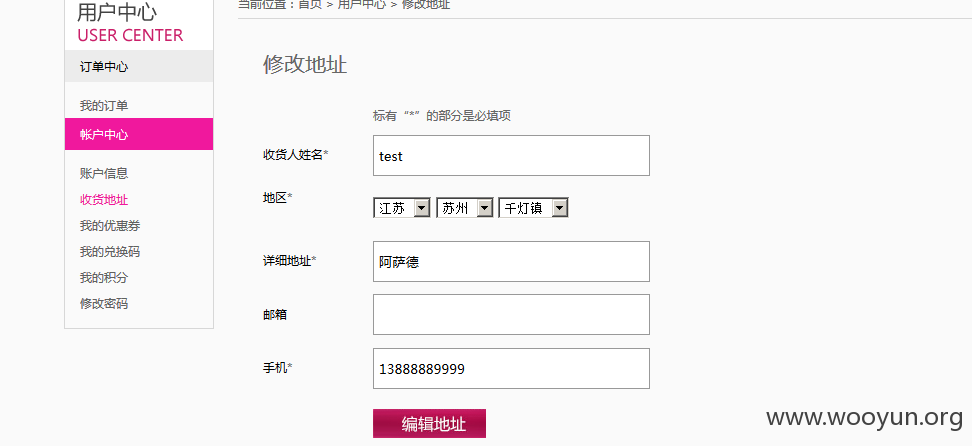 当前位置：首页 > 用户中心 > 修改地址
用户中心
USER CENTER
订单中心
我的订单
帐户中心
账户信息
收货地址
我的优惠券
我的兑换码
我的积分
修改密码
修改地址
标有“*”的部分是必填项
收货人姓名* test
地区* 江苏 苏州 千灯镇
详细地址* 阿萨德
邮箱
手机* 13888889999
编辑地址
www.wooyun.org